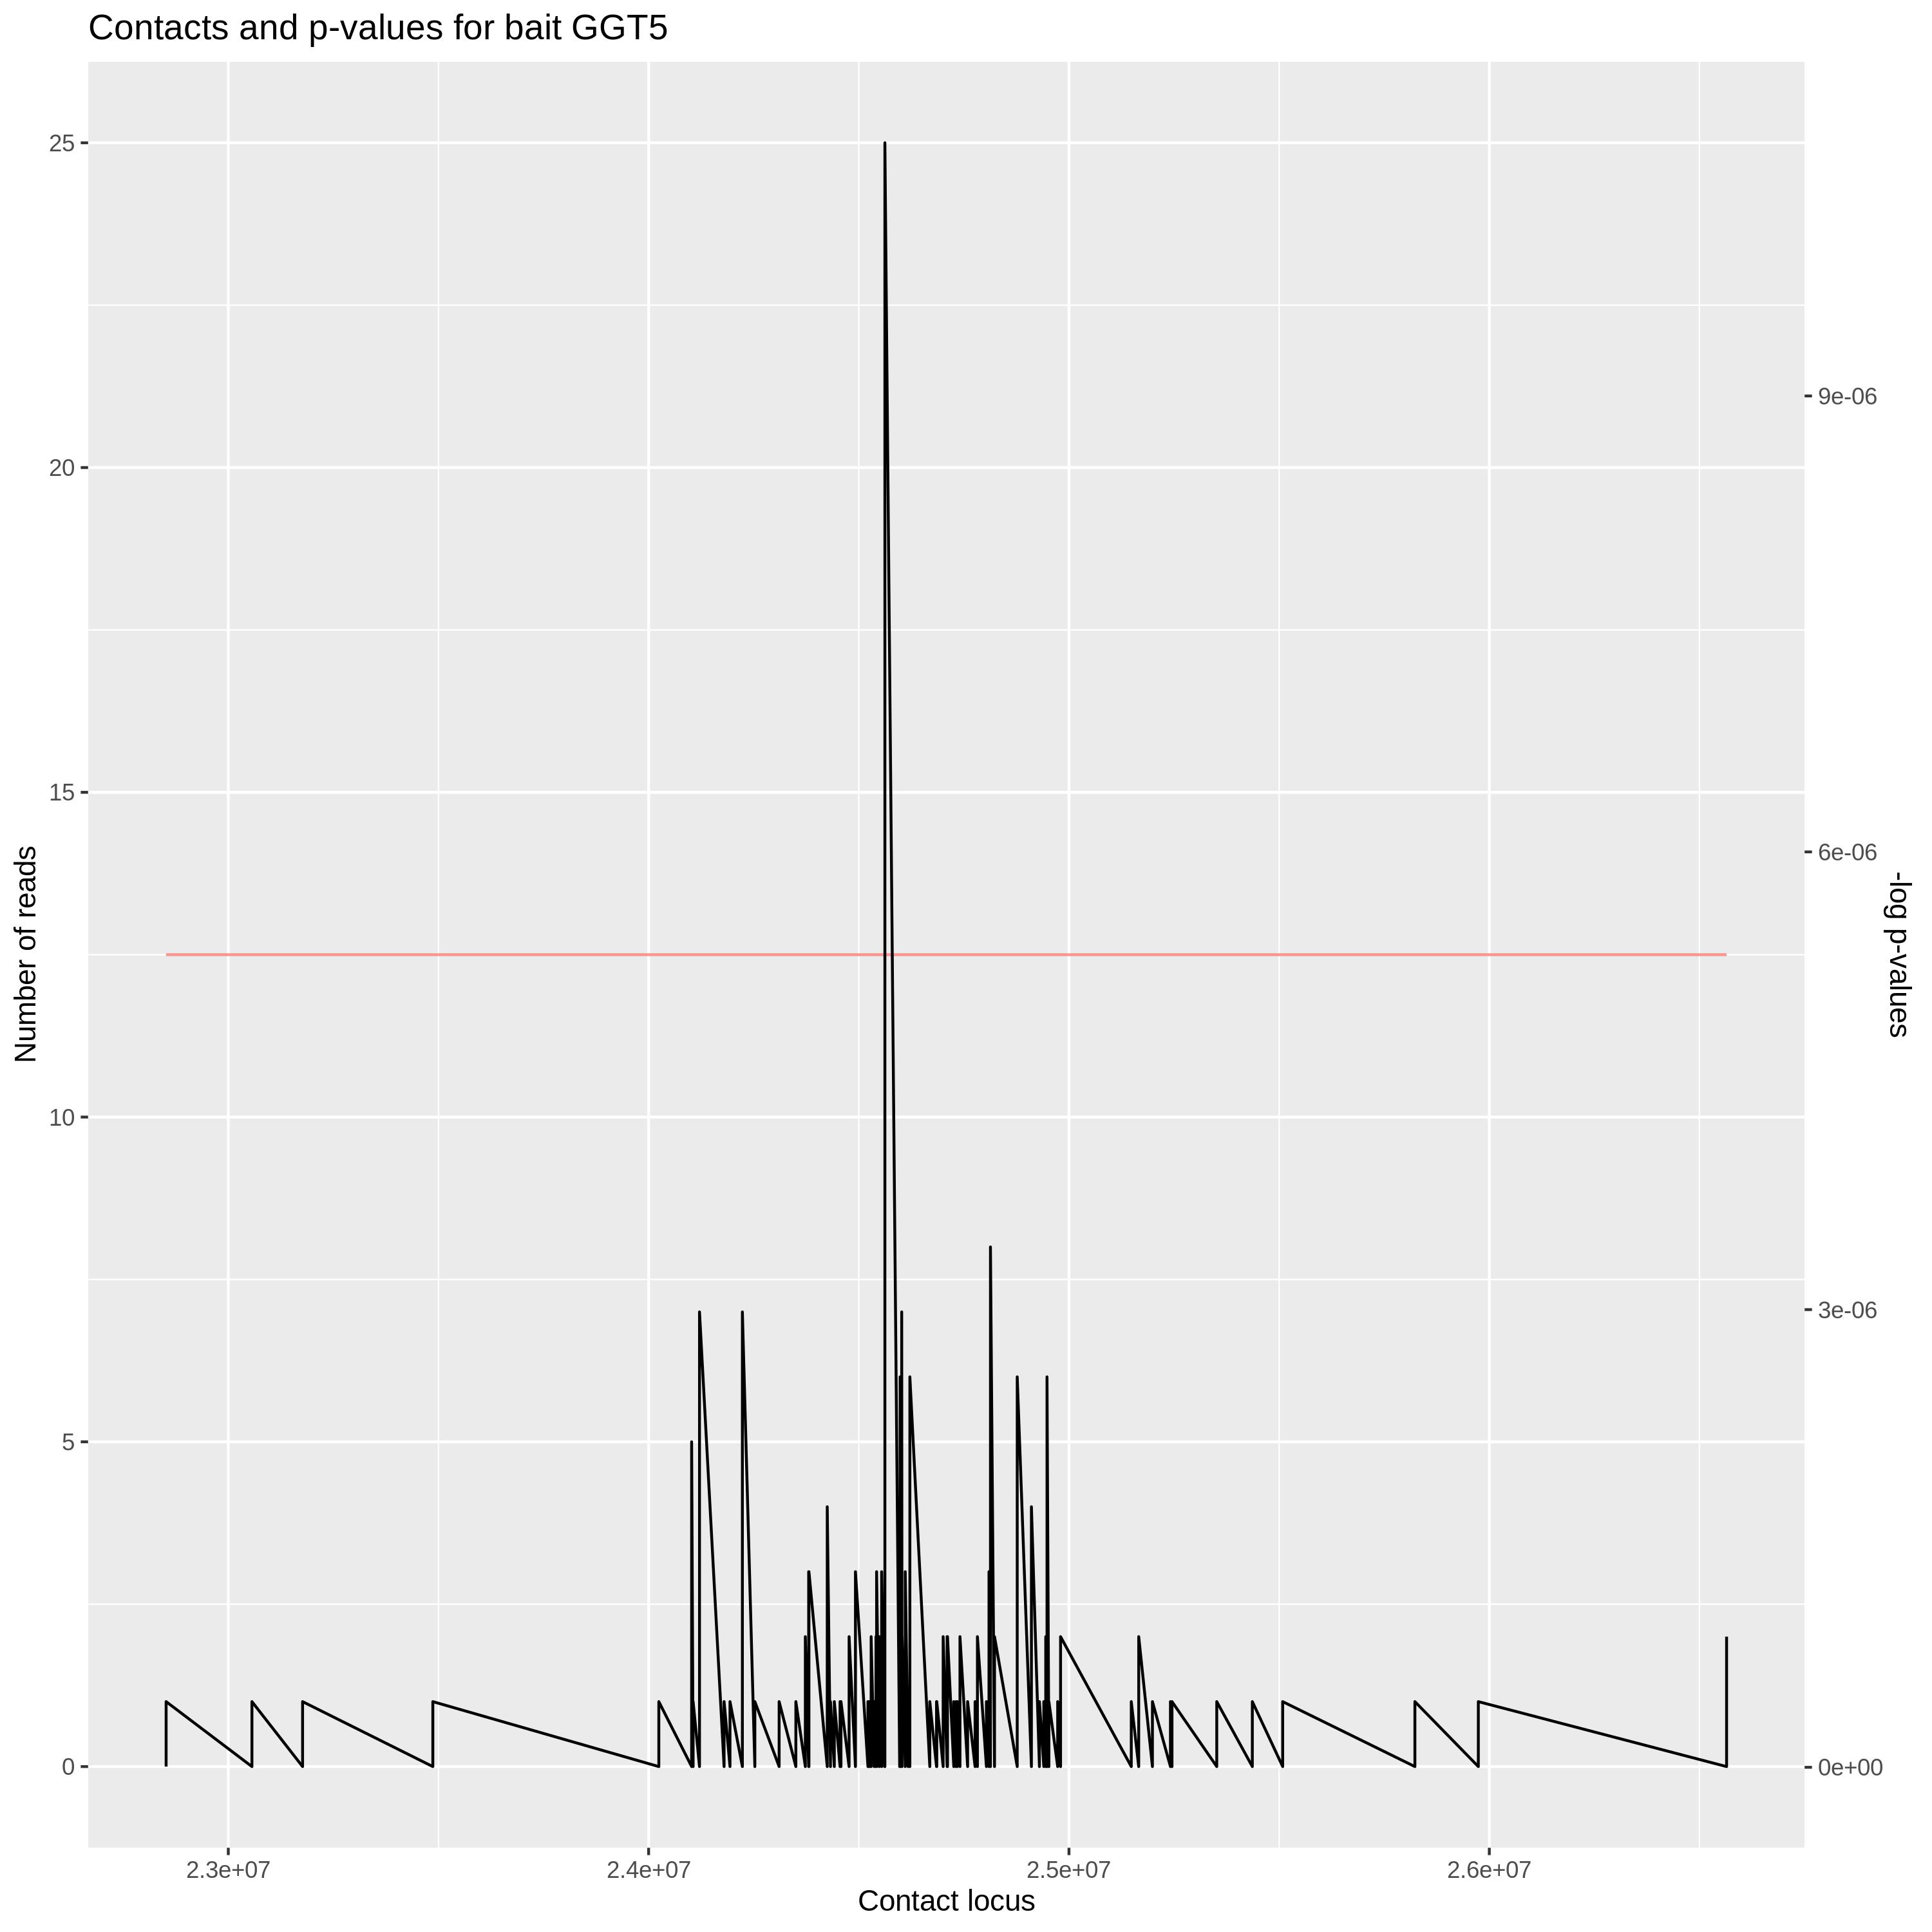 Contacts and p-values for bait GGT5
25
20
15
10
5
0
Number of reads
9e-06
6e-06
3e-06
0e+00
-log p-values
2.3e+07
2.4e+07
2.5e+07
2.6e+07
Contact locus